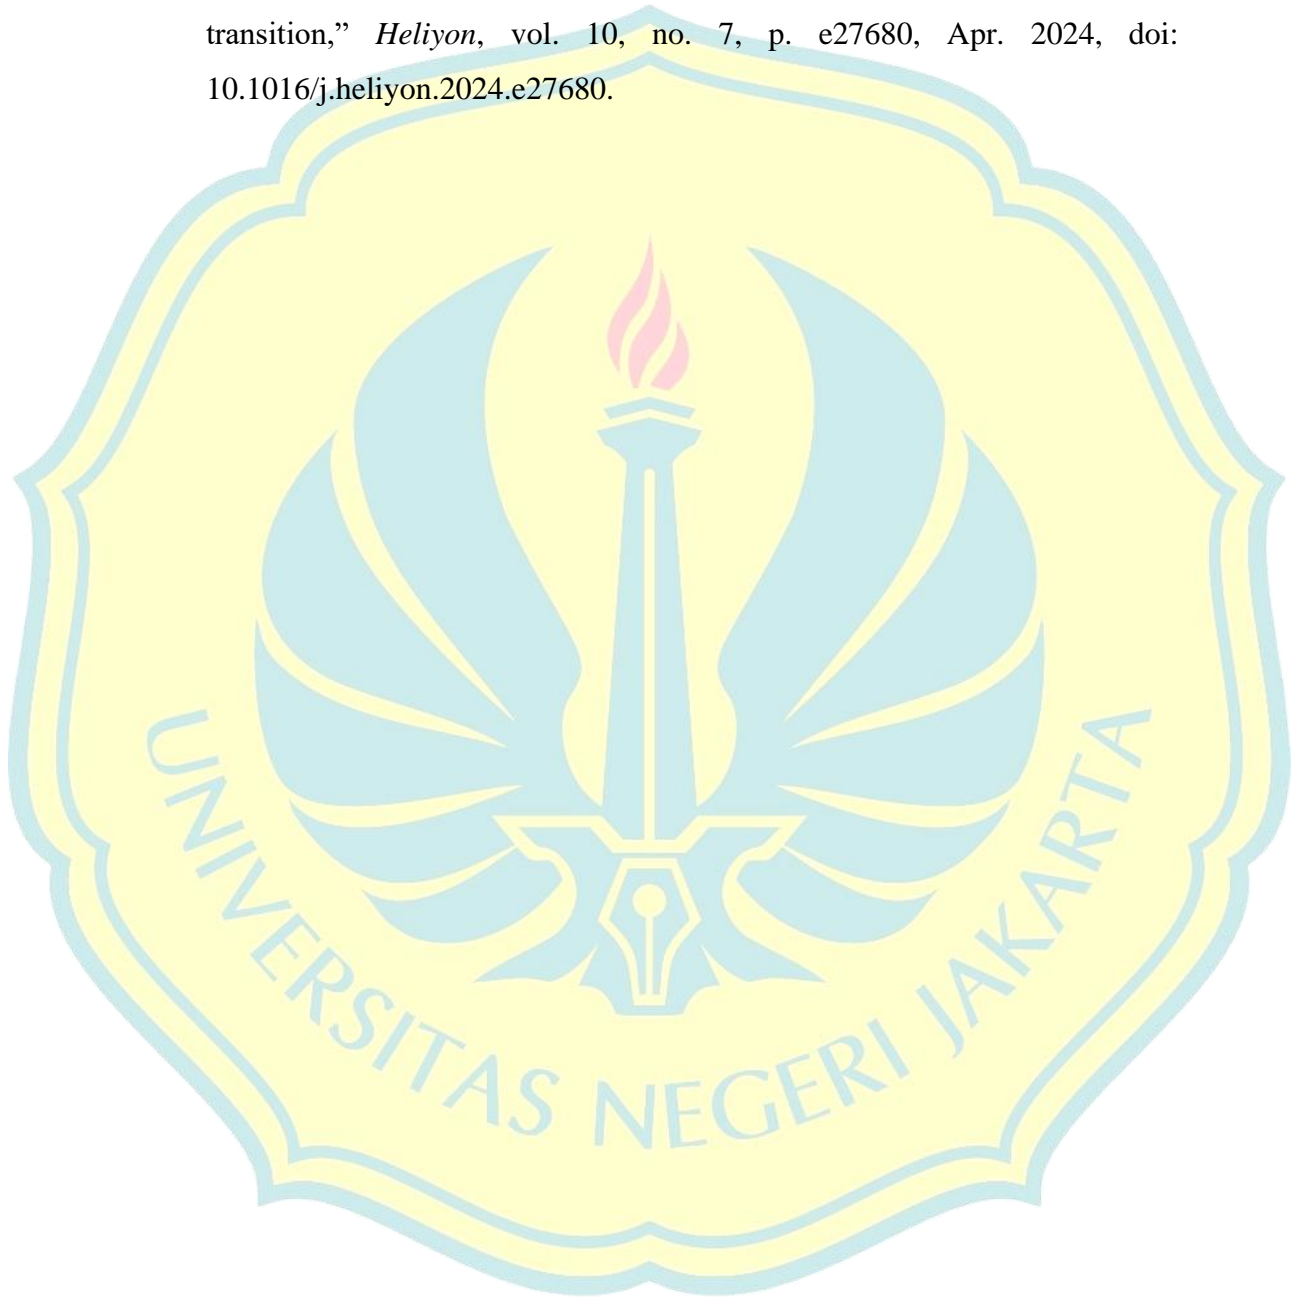 transition,” Heliyon, vol. 10, no. 7, p. e27680, Apr. 2024, doi:
10.1016/j.heliyon.2024.e27680.
UNIVERSITAS NEGERI JAKARTA